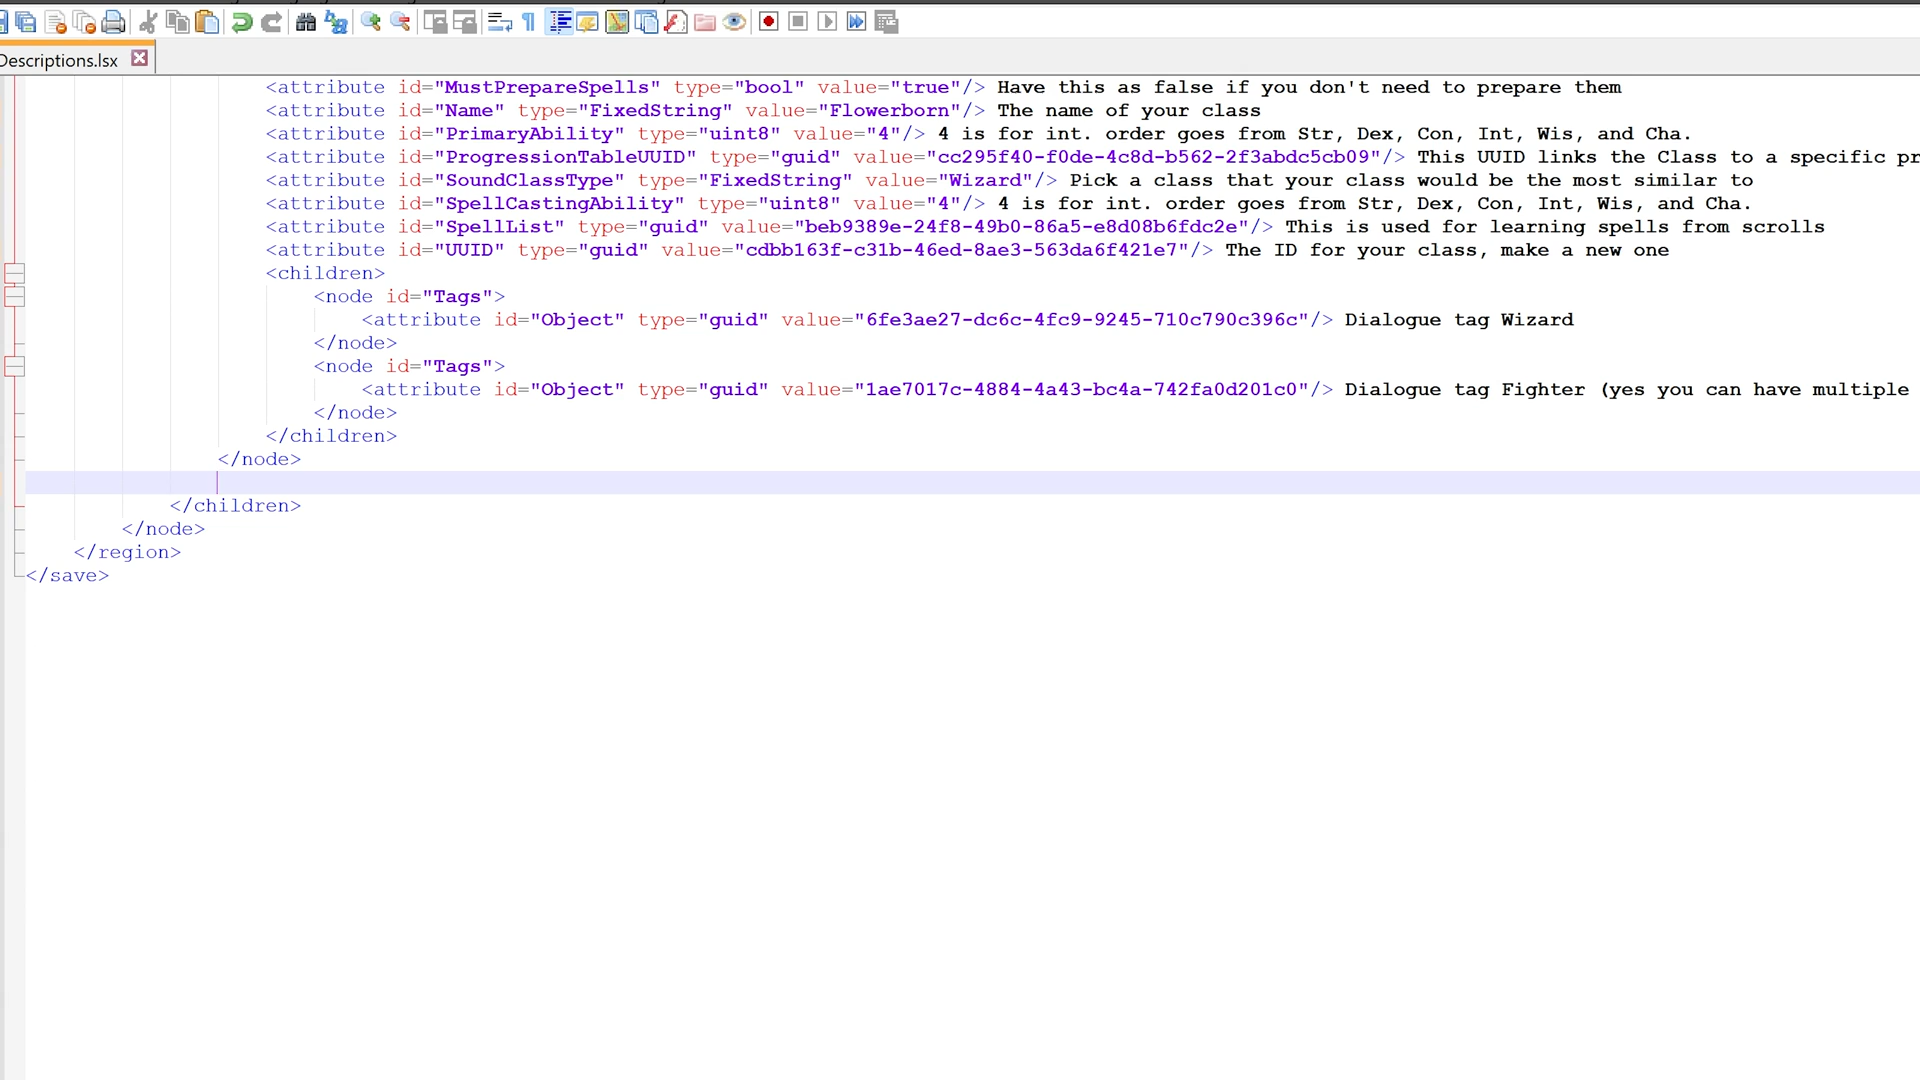 Descriptions.lsx
<attribute id="MustPrepareSpells" type="bool" value="true"/> Have this as false if you don't need to prepare them
<attribute id="Name" type="FixedString" value="Flowerborn"/> The name of your class
<attribute id="PrimaryAbility" type="uint8" value="4"/> 4 is for int. order goes from Str, Dex, Con, Int, Wis, and Cha.
<attribute id="ProgressionTableUUID" type="guid" value="cc295f40-f0de-4c8d-b562-2f3abdc5cb09"/> This UUID links the Class to a specific pr
<attribute id="SoundClassType" type="FixedString" value="Wizard"/> Pick a class that your class would be the most similar to
<attribute id="SpellCastingAbility" type="uint8" value="4"/> 4 is for int. order goes from Str, Dex, Con, Int, Wis, and Cha.
<attribute id="SpellList" type="guid" value="beb9389e-24f8-49b0-86a5-e8d08b6fdc2e"/> This is used for learning spells from scrolls
<attribute id="UUID" type="guid" value="cdbb163f-c31b-46ed-8ae3-563da6f421e7"/> The ID for your class, make a new one
<children>
<node id="Tags">
<attribute id="Object" type="guid" value="6fe3ae27-dc6c-4fc9-9245-710c790c396c"/> Dialogue tag Wizard
</node>
<node id="Tags">
<attribute id="Object" type="guid" value="1ae7017c-4884-4a43-bc4a-742fa0d201c0"/> Dialogue tag Fighter (yes you can have multiple
</node>
</children>
</node>
</children>
</node>
</region>
</save>